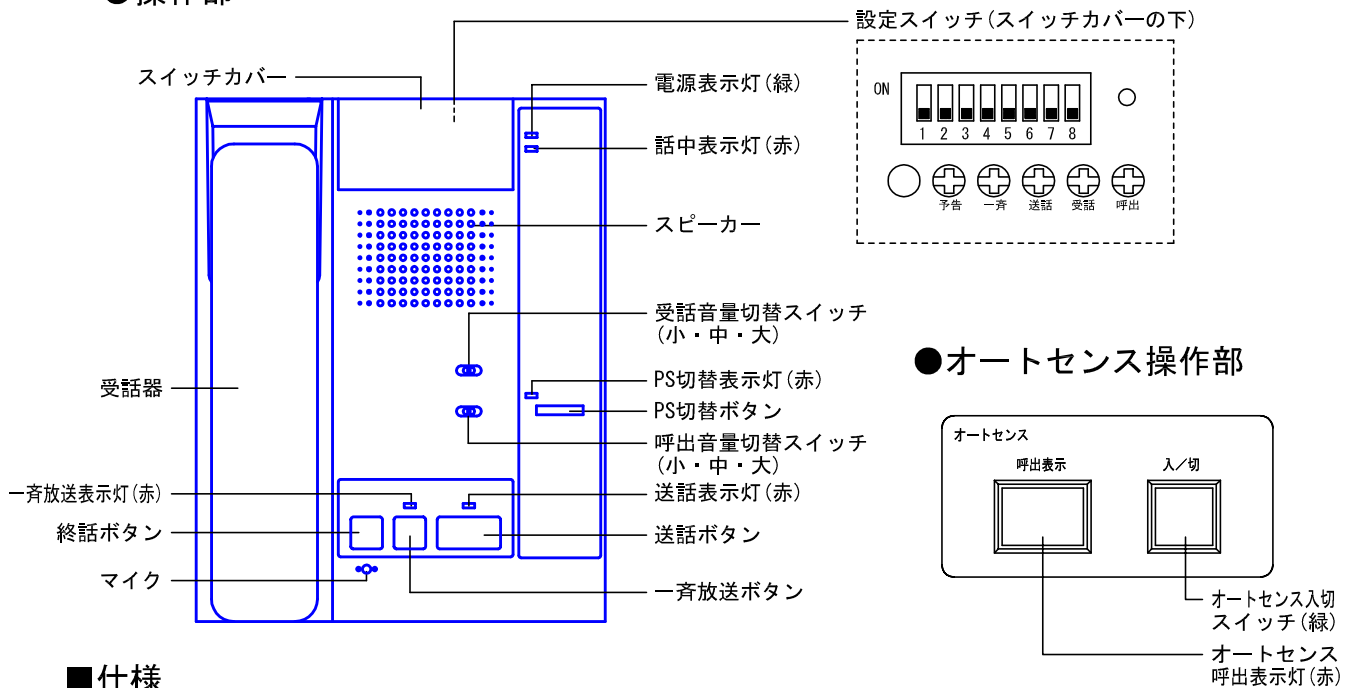 ●操作部
設定スイッチ(スイッチカバーの下)
スイッチカバー
電源表示灯(緑)
話中表示灯(赤)
ON
1 2 3 4 5 6 7 8
予告 一斉 送話 受話 呼出
スピーカー
受話音量切替スイッチ
(小・中・大)
●オートセンス操作部
受話器
PS切替表示灯(赤)
PS切替ボタン
呼出音量切替スイッチ
(小・中・大)
オートセンス
呼出表示 入/切
一斉放送表示灯(赤)
送話表示灯(赤)
終話ボタン
送話ボタン
マイク
一斉放送ボタン
オートセンス入切
スイッチ(緑)
オートセンス
呼出表示灯(赤)
■仕様